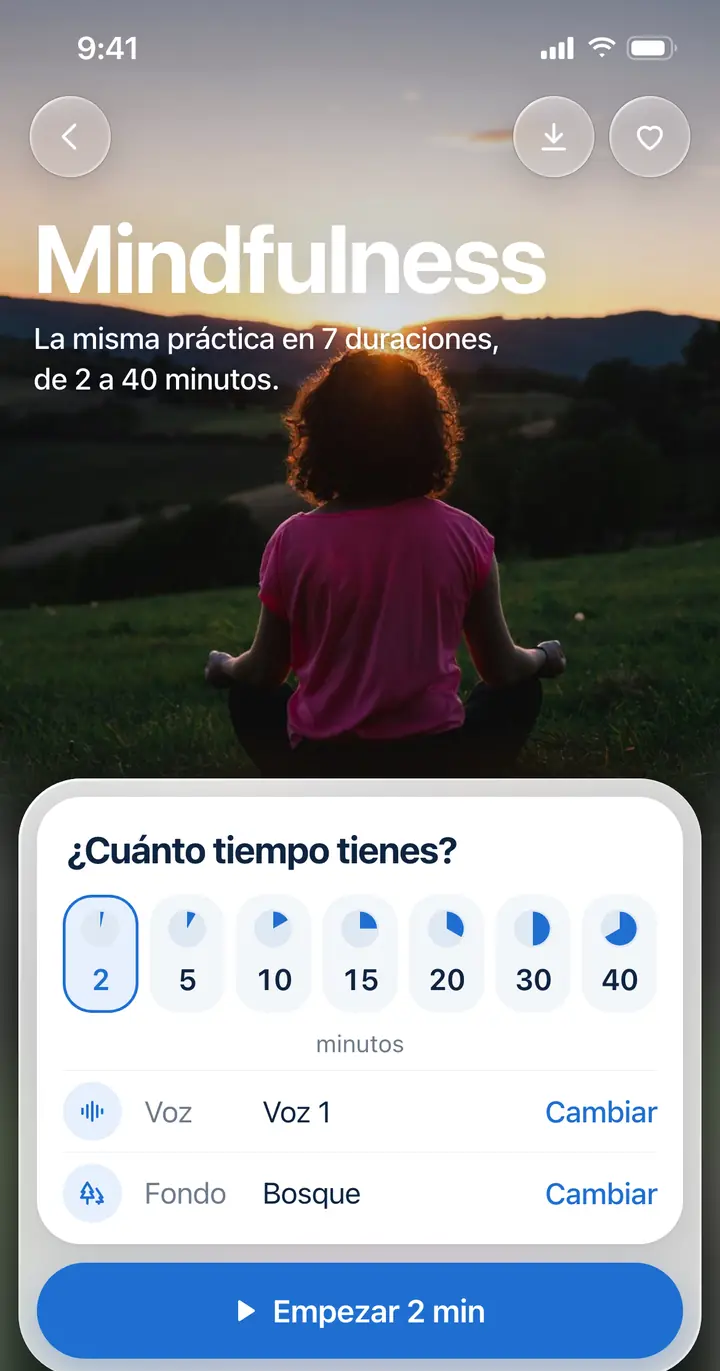 9:41
Mindfulness
La misma práctica en 7 duraciones,
de 2 a 40 minutos.
¿Cuánto tiempo tienes?
2 5 10 15 20 30 40
minutos
Voz Voz 1 Cambiar
Fondo Bosque Cambiar
Empezar 2 min